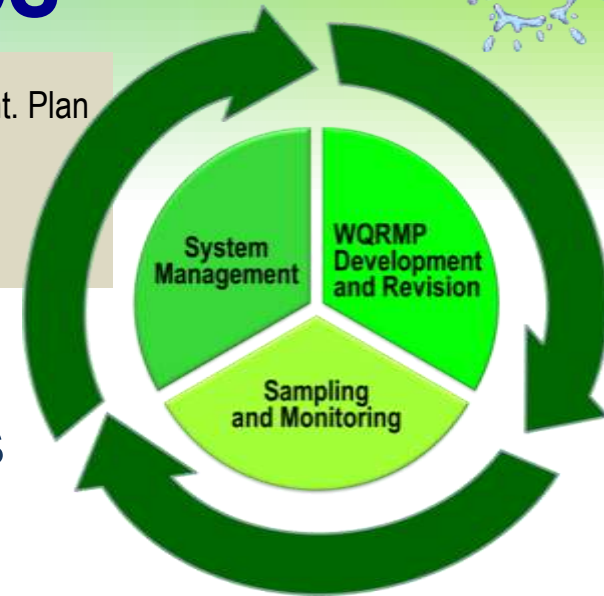 t. Plan
System
Management
WQRMP
Development
and Revision
Sampling
and Monitoring
s